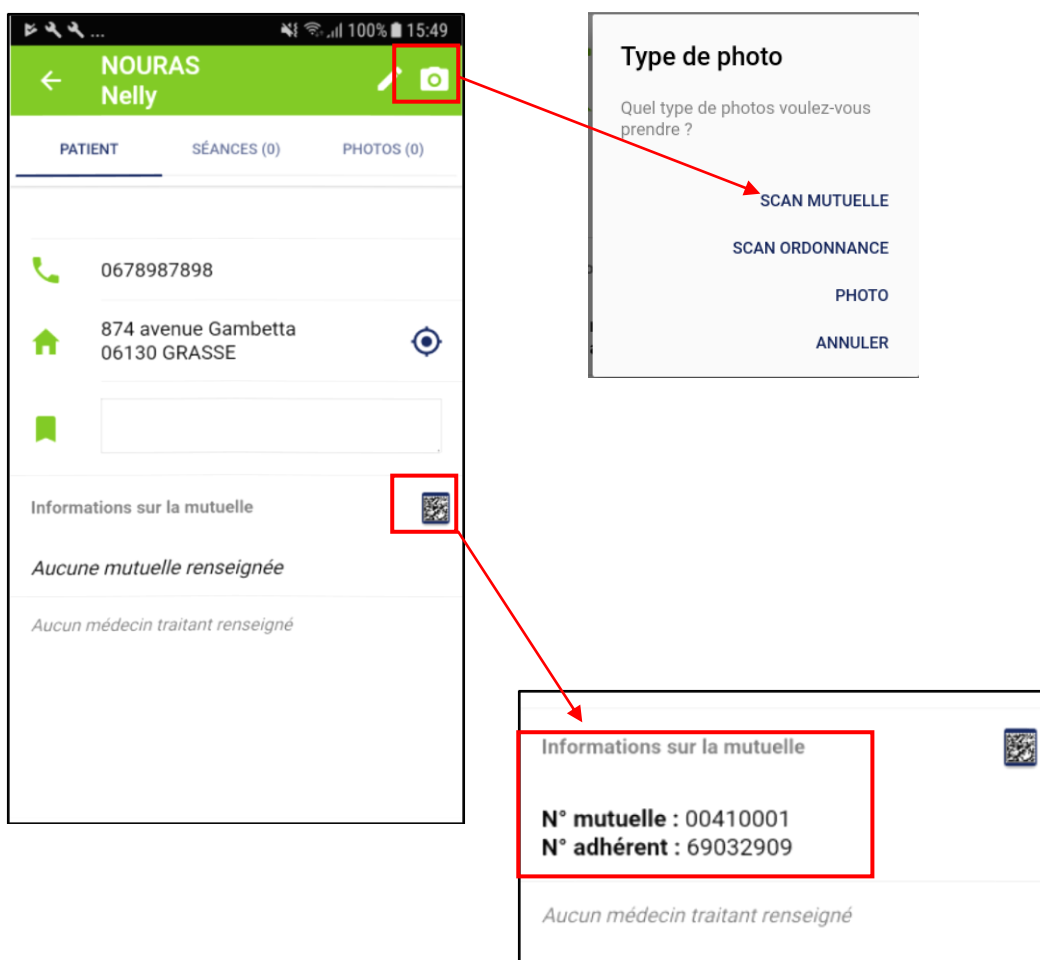 ... 100% 15:49
NOURAS
Nelly
PATIENT SÉANCES (0) PHOTOS (0)
0678987898
874 avenue Gambetta
06130 GRASSE
Informations sur la mutuelle
Aucune mutuelle renseignée
Aucun médecin traitant renseigné
Type de photo
Quel type de photos voulez-vous
prendre ?
SCAN MUTUELLE
SCAN ORDONNANCE
PHOTO
ANNULER
Informations sur la mutuelle
N° mutuelle : 00410001
N° adhérent : 69032909
Aucun médecin traitant renseigné